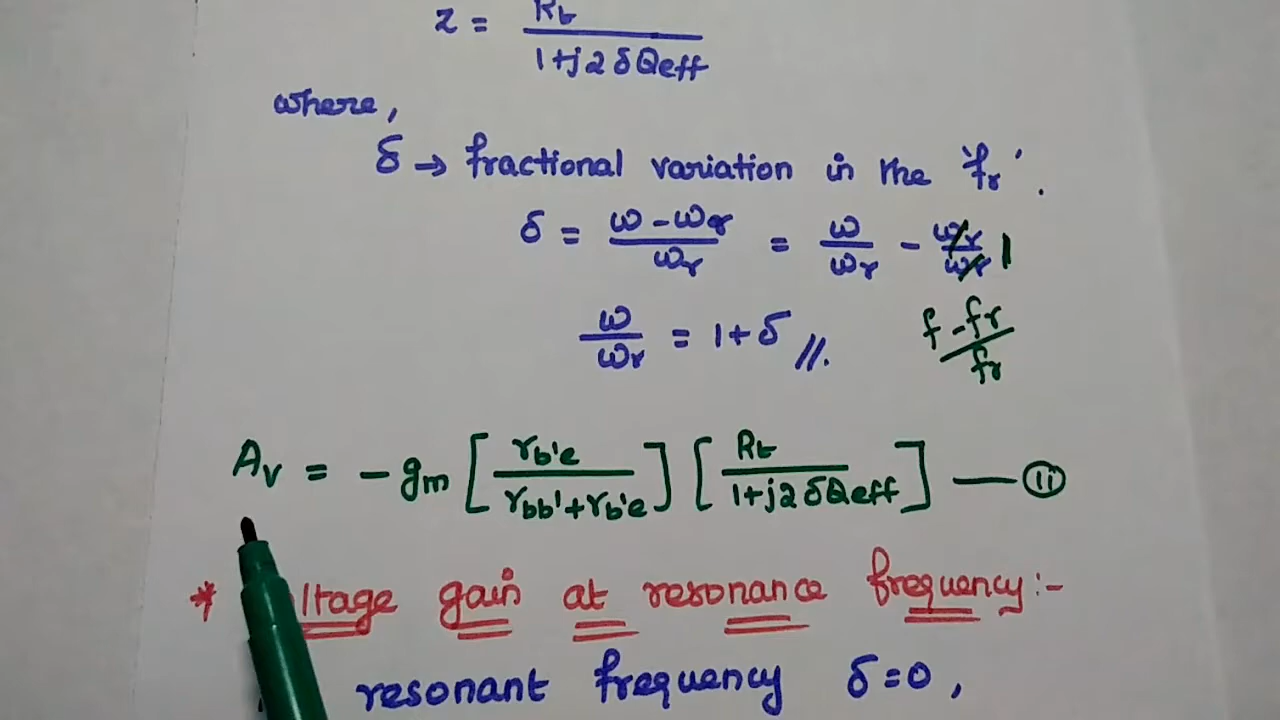 z = Rt / 1+j2δQeff
where,
δ → fractional variation in the 'fr'.
δ = ω-ωr / ωr = ω / ωr - ωr / ωr 1
ω / ωr = 1+δ //.
f-fr / fr
Av = -gm [ rb'e / rbb'+rb'e ] [ Rt / 1+j2δQeff ] — (11)
* ltage gain at resonance frequency:-
resonant frequency δ=0,